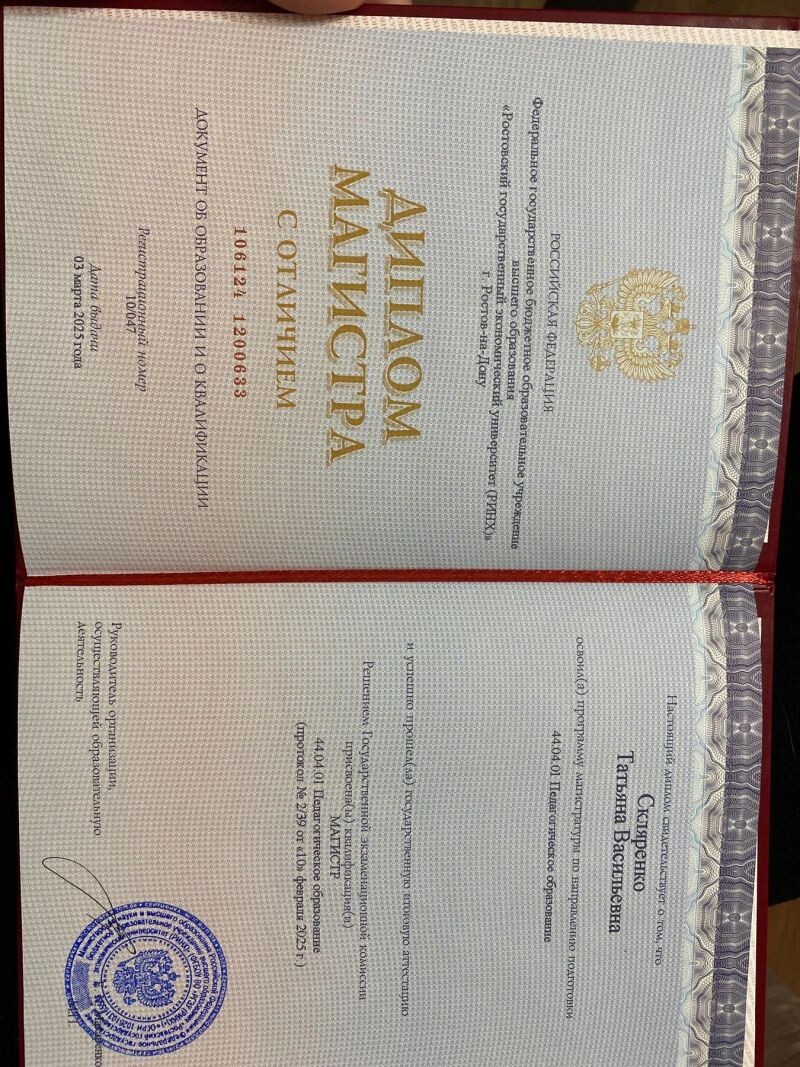 РОССИЙСКАЯ ФЕДЕРАЦИЯ
Федеральное государственное бюджетное образовательное учреждение
высшего образования
«Ростовский государственный экономический университет (РИНХ)»
г. Ростов-на-Дону
ДИПЛОМ
МАГИСТРА
С ОТЛИЧИЕМ
106124 1200633
ДОКУМЕНТ ОБ ОБРАЗОВАНИИ И О КВАЛИФИКАЦИИ
Регистрационный номер
10/047
Дата выдачи
03 марта 2025 года
Настоящий диплом свидетельствует о том, что
Скляренко
Татьяна Васильевна
освоил(а) программу магистратуры по направлению подготовки
44.04.01 Педагогическое образование
и успешно прошел(ла) государственную итоговую аттестацию
Решением Государственной экзаменационной комиссии
присвоена(ы) квалификация(и)
МАГИСТР
44.04.01 Педагогическое образование
(протокол № 2/39 от «10» февраля 2025 г.)
Руководитель организации,
осуществляющей образовательную
деятельность